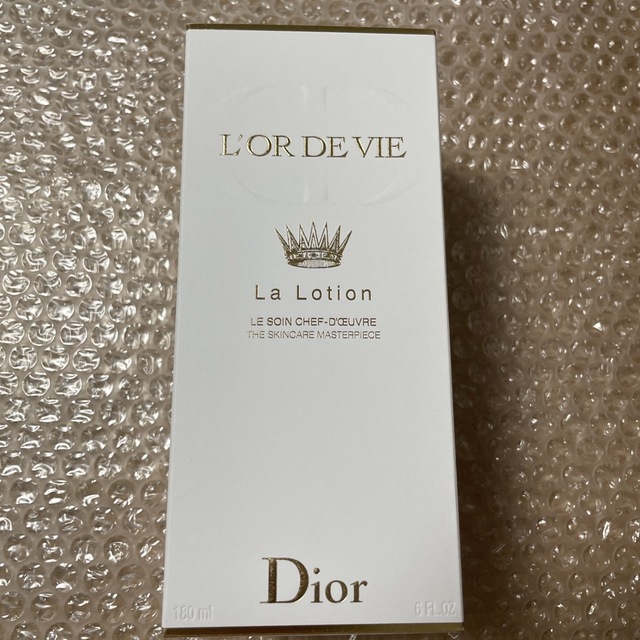 L'OR DE VIE
La Lotion
LE SOIN CHEF-D'ŒUVRE
THE SKINCARE MASTERPIECE
Dior
180 ml 6 FL.OZ